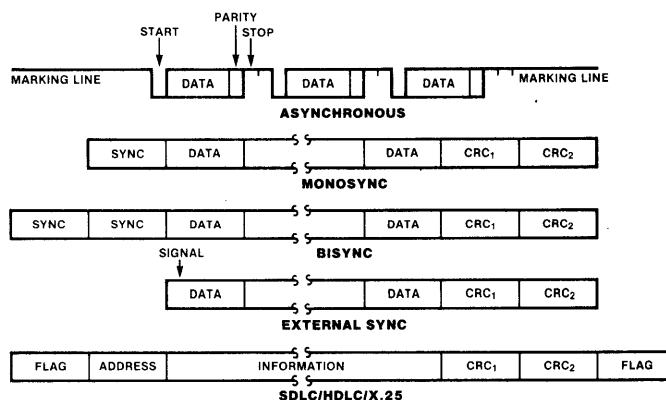 PARITY
START STOP
MARKING LINE DATA DATA DATA MARKING LINE
ASYNCHRONOUS
SYNC DATA DATA CRC₁ CRC₂
MONOSYNC
SYNC SYNC DATA DATA CRC₁ CRC₂
BISYNC
SIGNAL
DATA DATA CRC₁ CRC₂
EXTERNAL SYNC
FLAG ADDRESS INFORMATION CRC₁ CRC₂ FLAG
SDLC/HDLC/X.25